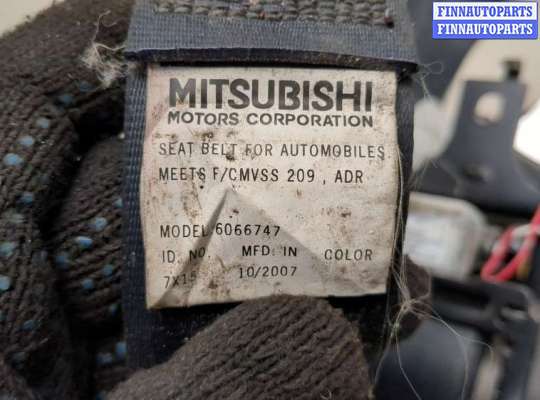 FINNAUTOPARTS
FINNAUTOPARTS
MITSUBISHI
MOTORS CORPORATION
SEAT BELT FOR AUTOMOBILES
MEETS F/CMVSS 209 , ADR
MODEL 6066747
ID. NO. MFD. IN COLOR
10/2007